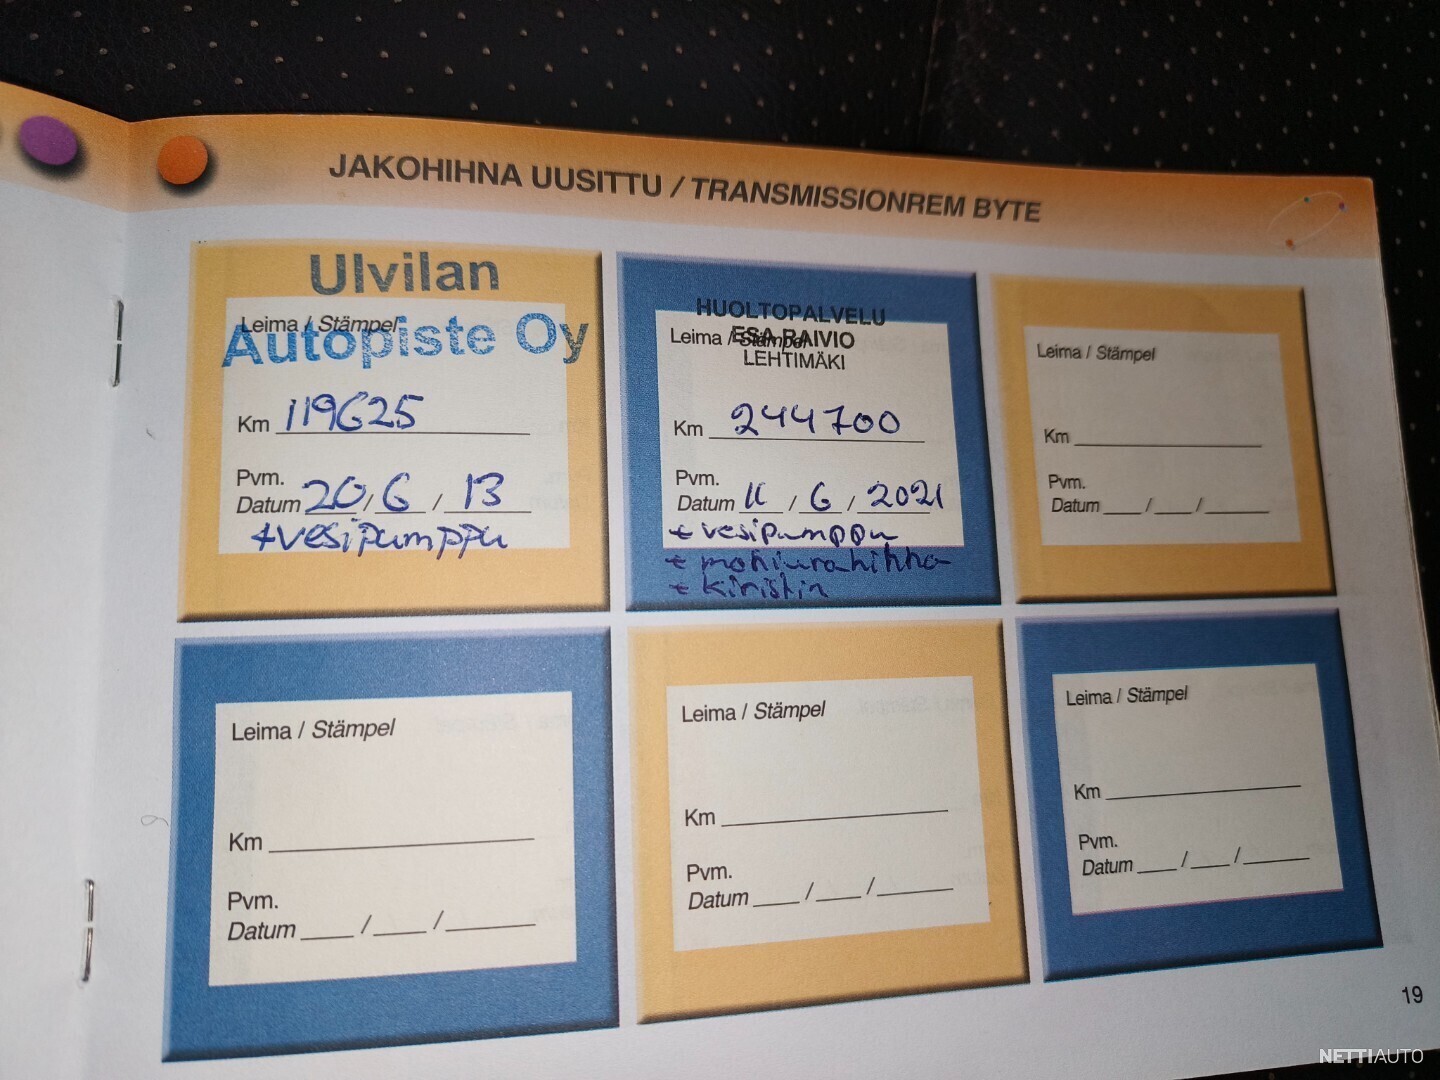 JAKOHIHNA UUSITTU / TRANSMISSIONREM BYTE
Ulvilan
Autopiste Oy
Leima / Stämpel
Km 119625
Pvm.
Datum 20 / 6 / 13
+vesipumppu
HUOLTOPALVELU
ESA RAIVIO
LEHTIMÄKI
Leima / Stämpel
Km 244700
Pvm.
Datum 11 / 6 / 2021
+ vesipumppu
+ moniurahihna
+ kiristin
Leima / Stämpel
Km
Pvm.
Datum / /
Leima / Stämpel
Km
Pvm.
Datum / /
Leima / Stämpel
Km
Pvm.
Datum / /
Leima / Stämpel
Km
Pvm.
Datum / /
19
NETTIAUTO